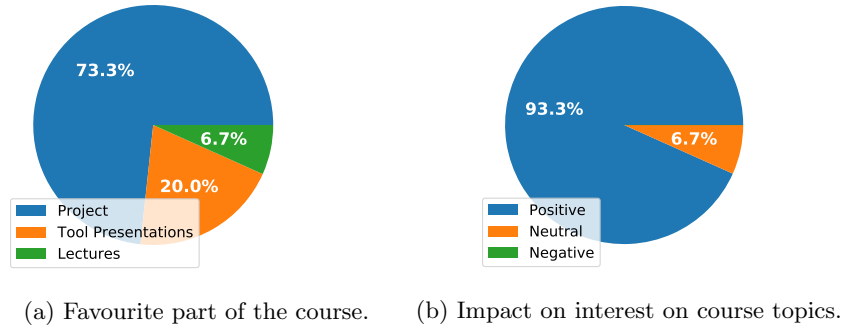 73.3%
6.7%
20.0%
Project
Tool Presentations
Lectures
(a) Favourite part of the course.
93.3%
6.7%
Positive
Neutral
Negative
(b) Impact on interest on course topics.